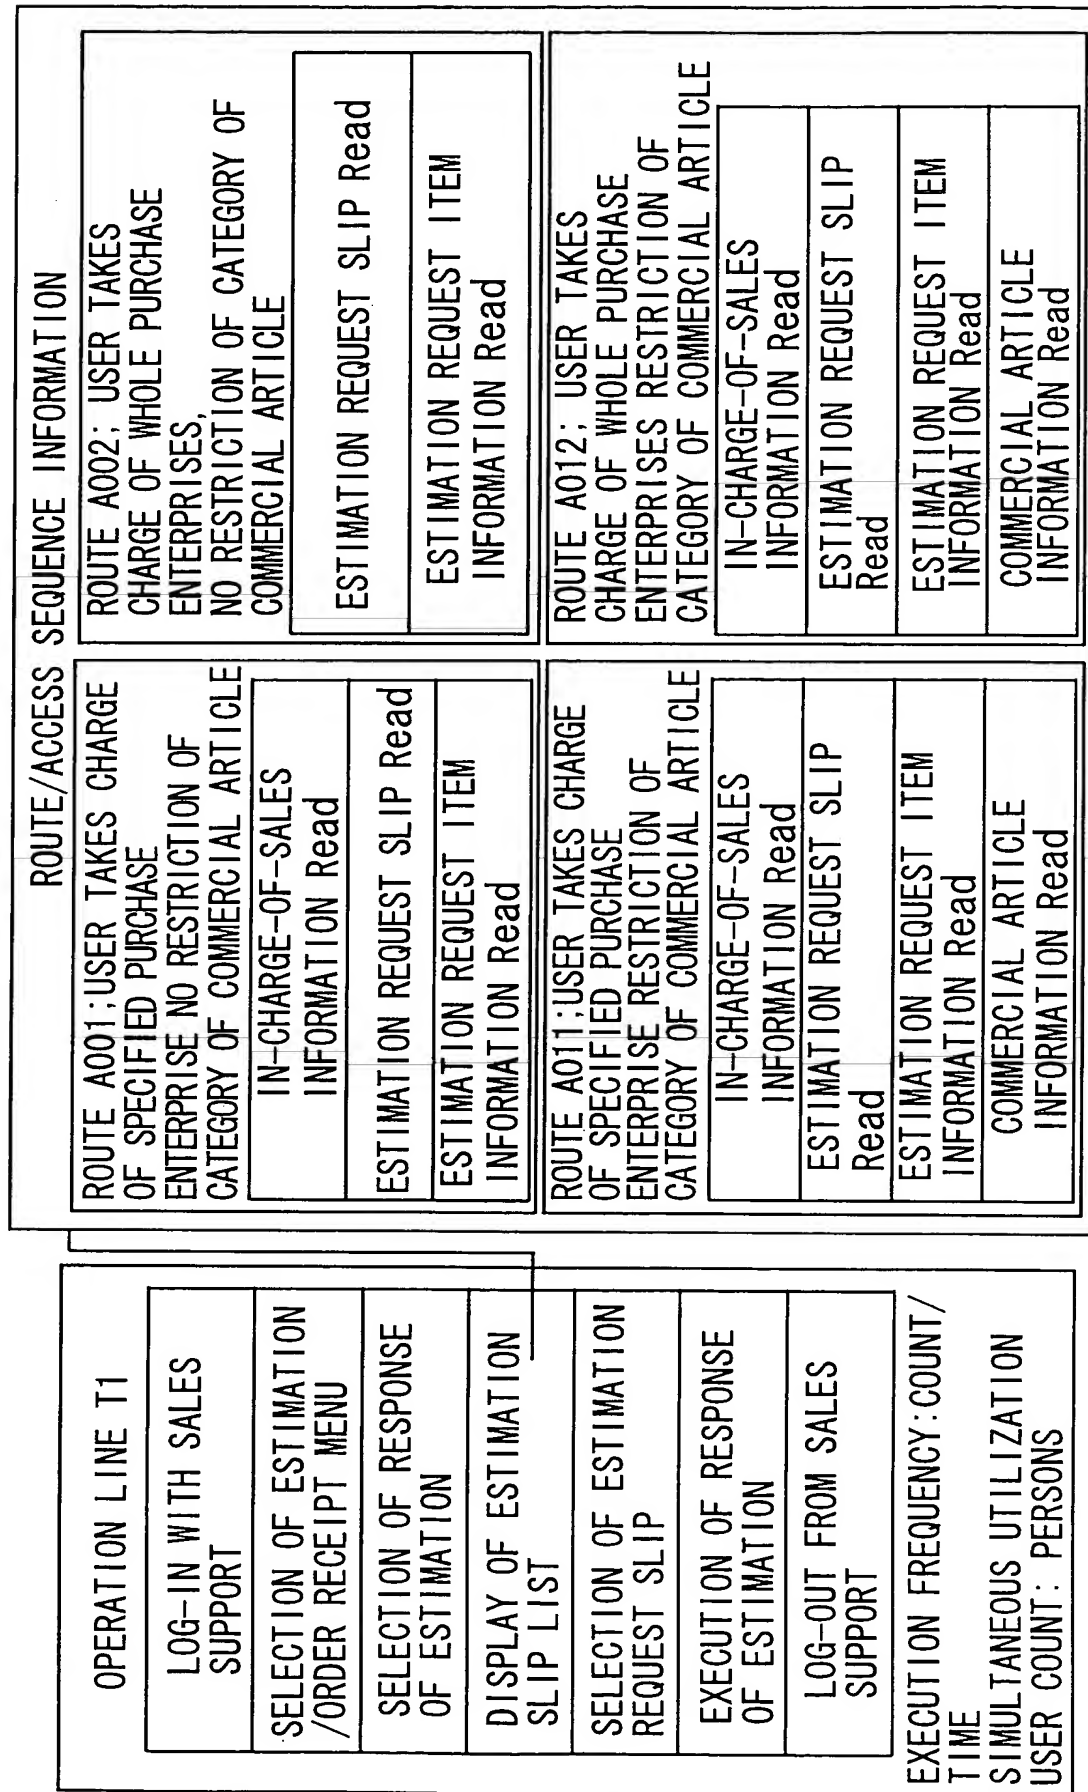 OPERATION LINE T1
LOG-IN WITH SALES
SUPPORT
SELECTION OF ESTIMATION
/ORDER RECEIPT MENU
SELECTION OF RESPONSE
OF ESTIMATION
DISPLAY OF ESTIMATION
SLIP LIST
SELECTION OF ESTIMATION
REQUEST SLIP
EXECUTION OF RESPONSE
OF ESTIMATION
LOG-OUT FROM SALES
SUPPORT
EXECUTION FREQUENCY:COUNT/
TIME
SIMULTANEOUS UTILIZATION
USER COUNT: PERSONS
ROUTE/ACCESS SEQUENCE INFORMATION
ROUTE A001;USER TAKES CHARGE
OF SPECIFIED PURCHASE
ENTERPRISE NO RESTRICTION OF
CATEGORY OF COMMERCIAL ARTICLE
IN-CHARGE-OF-SALES
INFORMATION Read
ESTIMATION REQUEST SLIP Read
ESTIMATION REQUEST ITEM
INFORMATION Read
ROUTE A002; USER TAKES
CHARGE OF WHOLE PURCHASE
ENTERPRISES,
NO RESTRICTION OF CATEGORY OF
COMMERCIAL ARTICLE
ESTIMATION REQUEST SLIP Read
ESTIMATION REQUEST ITEM
INFORMATION Read
ROUTE A011;USER TAKES CHARGE
OF SPECIFIED PURCHASE
ENTERPRISE RESTRICTION OF
CATEGORY OF COMMERCIAL ARTICLE
IN-CHARGE-OF-SALES
INFORMATION Read
ESTIMATION REQUEST SLIP
Read
ESTIMATION REQUEST ITEM
INFORMATION Read
COMMERCIAL ARTICLE
INFORMATION Read
ROUTE A012; USER TAKES
CHARGE OF WHOLE PURCHASE
ENTERPRISES RESTRICTION OF
CATEGORY OF COMMERCIAL ARTICLE
IN-CHARGE-OF-SALES
INFORMATION Read
ESTIMATION REQUEST SLIP
Read
ESTIMATION REQUEST ITEM
INFORMATION Read
COMMERCIAL ARTICLE
INFORMATION Read